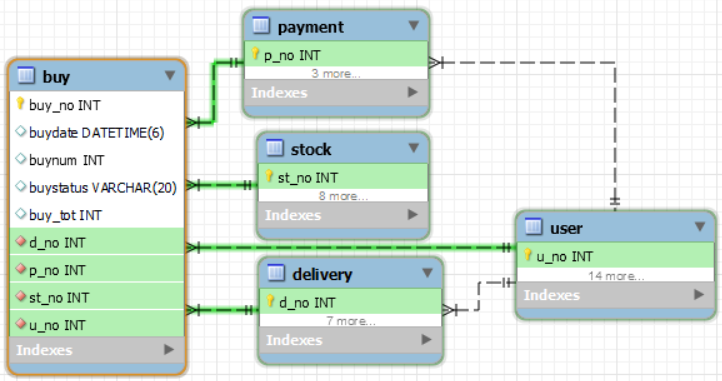 buy
buy_no INT
buydate DATETIME(6)
buynum INT
buystatus VARCHAR(20)
buy_tot INT
d_no INT
p_no INT
st_no INT
u_no INT
Indexes
payment
p_no INT
3 more...
Indexes
stock
st_no INT
8 more...
Indexes
delivery
d_no INT
7 more...
Indexes
user
u_no INT
14 more...
Indexes